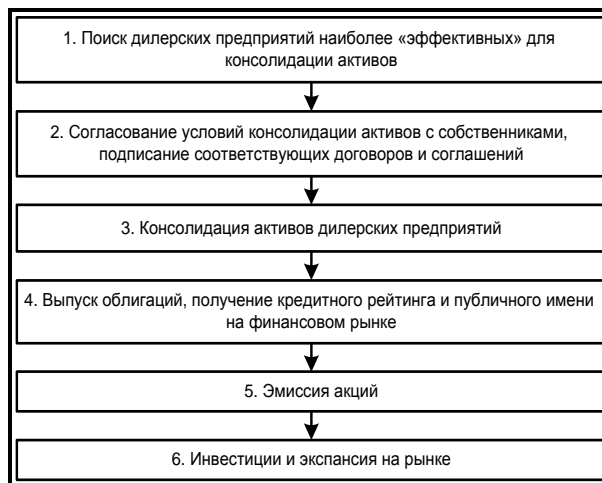 1. Поиск дилерских предприятий наиболее «эффективных» для
консолидации активов
2. Согласование условий консолидации активов с собственниками,
подписание соответствующих договоров и соглашений
3. Консолидация активов дилерских предприятий
4. Выпуск облигаций, получение кредитного рейтинга и публичного имени
на финансовом рынке
5. Эмиссия акций
6. Инвестиции и экспансия на рынке